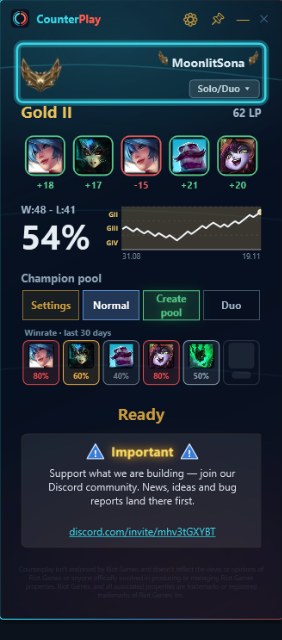 CounterPlay
MoonlitSona
Solo/Duo
Gold II
62 LP
+18 +17 -15 +21 +20
W:48 - L:41
54%
GII
GIII
GIV
31.08 19.11
Champion pool
Settings Normal Create pool Duo
Winrate • last 30 days
80% 60% 40% 80% 50%
Ready
Important
Support what we are building — join our
Discord community. News, ideas and bug
reports land there first.
discord.com/invite/mhv3tGXYBT